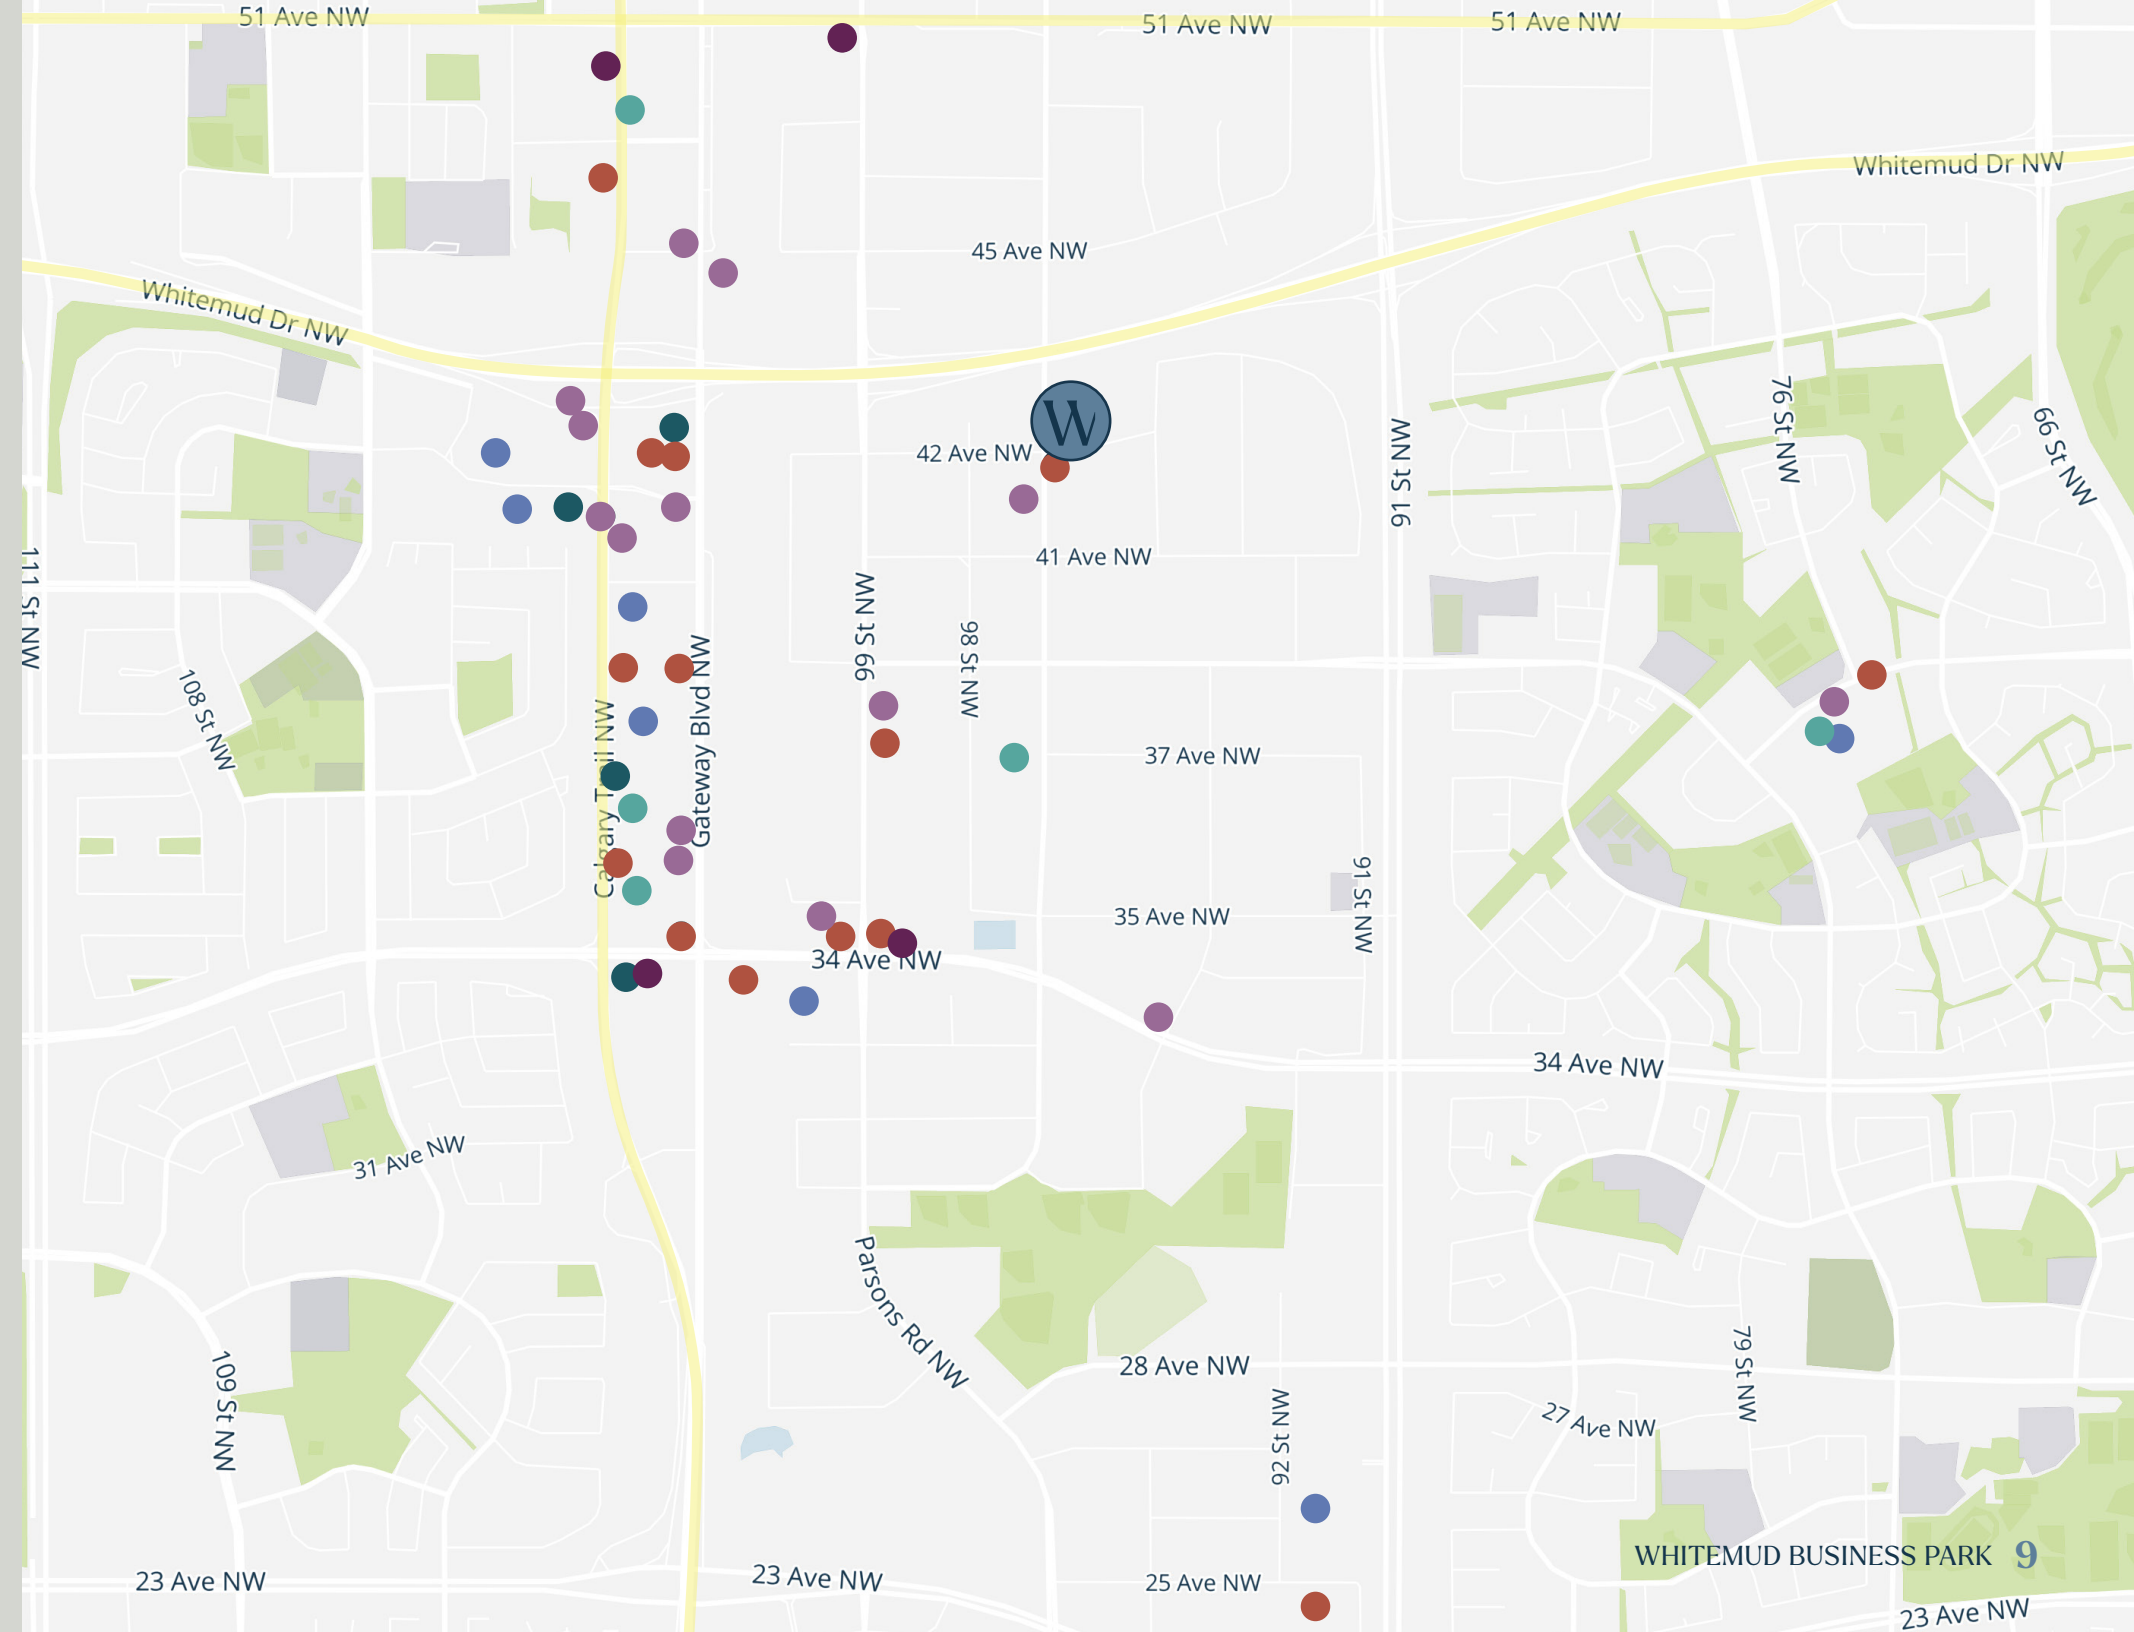 51 Ave NW
51 Ave NW
51 Ave NW
Whitemud Dr NW
45 Ave NW
Whitemud Dr NW
76 St NW
66 St NW
W
42 Ave NW
91 St NW
41 Ave NW
111 St NW
99 St NW
98 St NW
108 St NW
Calgary Trail NW
Gateway Blvd NW
37 Ave NW
91 St NW
35 Ave NW
34 Ave NW
34 Ave NW
31 Ave NW
Parsons Rd NW
28 Ave NW
79 St NW
109 St NW
92 St NW
27 Ave NW
WHITEMUD BUSINESS PARK 9
23 Ave NW
23 Ave NW
25 Ave NW
23 Ave NW